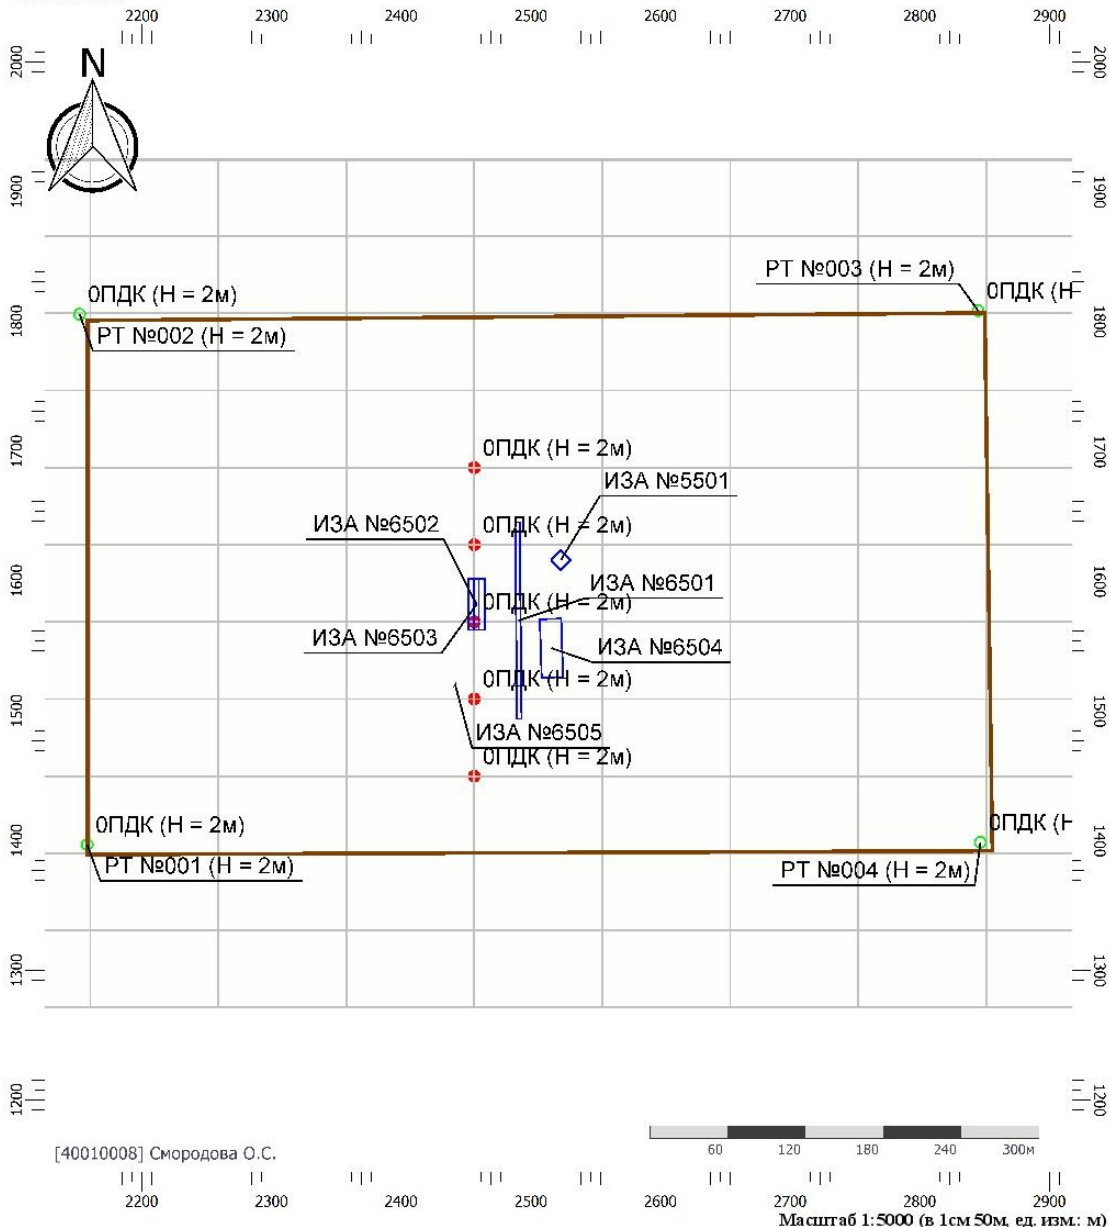 2200 2300 2400 2500 2600 2700 2800 2900
2000 2000
N
1900 1900
РТ №003 (Н = 2м)
0ПДК (Н = 2м) 0ПДК (Н
1800 1800
РТ №002 (Н = 2м)
1700 1700
0ПДК (Н = 2м)
ИЗА №5501
ИЗА №6502 0ПДК (Н = 2м)
1600 1600
ИЗА №6501
0ПДК (Н = 2м)
ИЗА №6503 ИЗА №6504
0ПДК (Н = 2м)
1500 1500
ИЗА №6505
0ПДК (Н = 2м)
0ПДК (Н = 2м) 0ПДК (Н
1400 1400
РТ №001 (Н = 2м) РТ №004 (Н = 2м)
1300 1300
1200 1200
[40010008] Смородова О.С.
60 120 180 240 300м
2200 2300 2400 2500 2600 2700 2800 2900
Масштаб 1:5000 (в 1см 50м, ед. изм.: м)